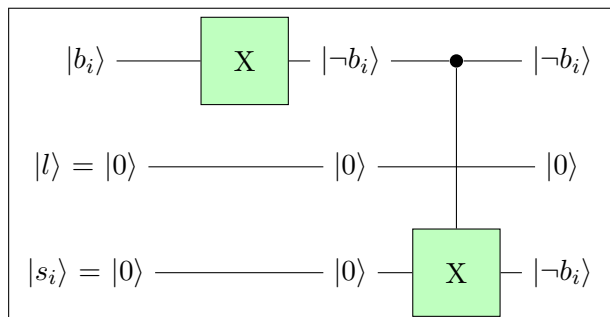 |b_i⟩ X |¬b_i⟩ |¬b_i⟩
|l⟩ = |0⟩ |0⟩ |0⟩
|s_i⟩ = |0⟩ |0⟩ X |¬b_i⟩